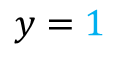 y = 1